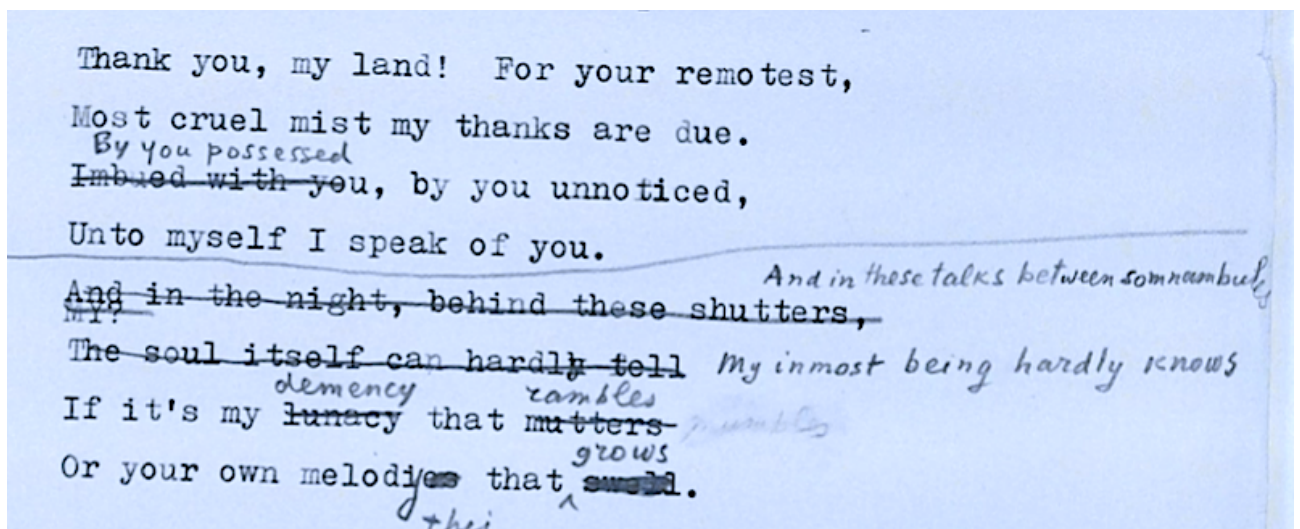 Thank you, my land! For your remotest,
Most cruel mist my thanks are due.
By you possessed
Imbued with you, by you unnoticed,
Unto myself I speak of you.
And in these talks between somnambules
And in the night, behind these shutters,
MY?
The soul itself can hardly tell My inmost being hardly knows
demency rambles
If it's my lunacy that mutters mumbles
grows
Or your own melodies that swell.